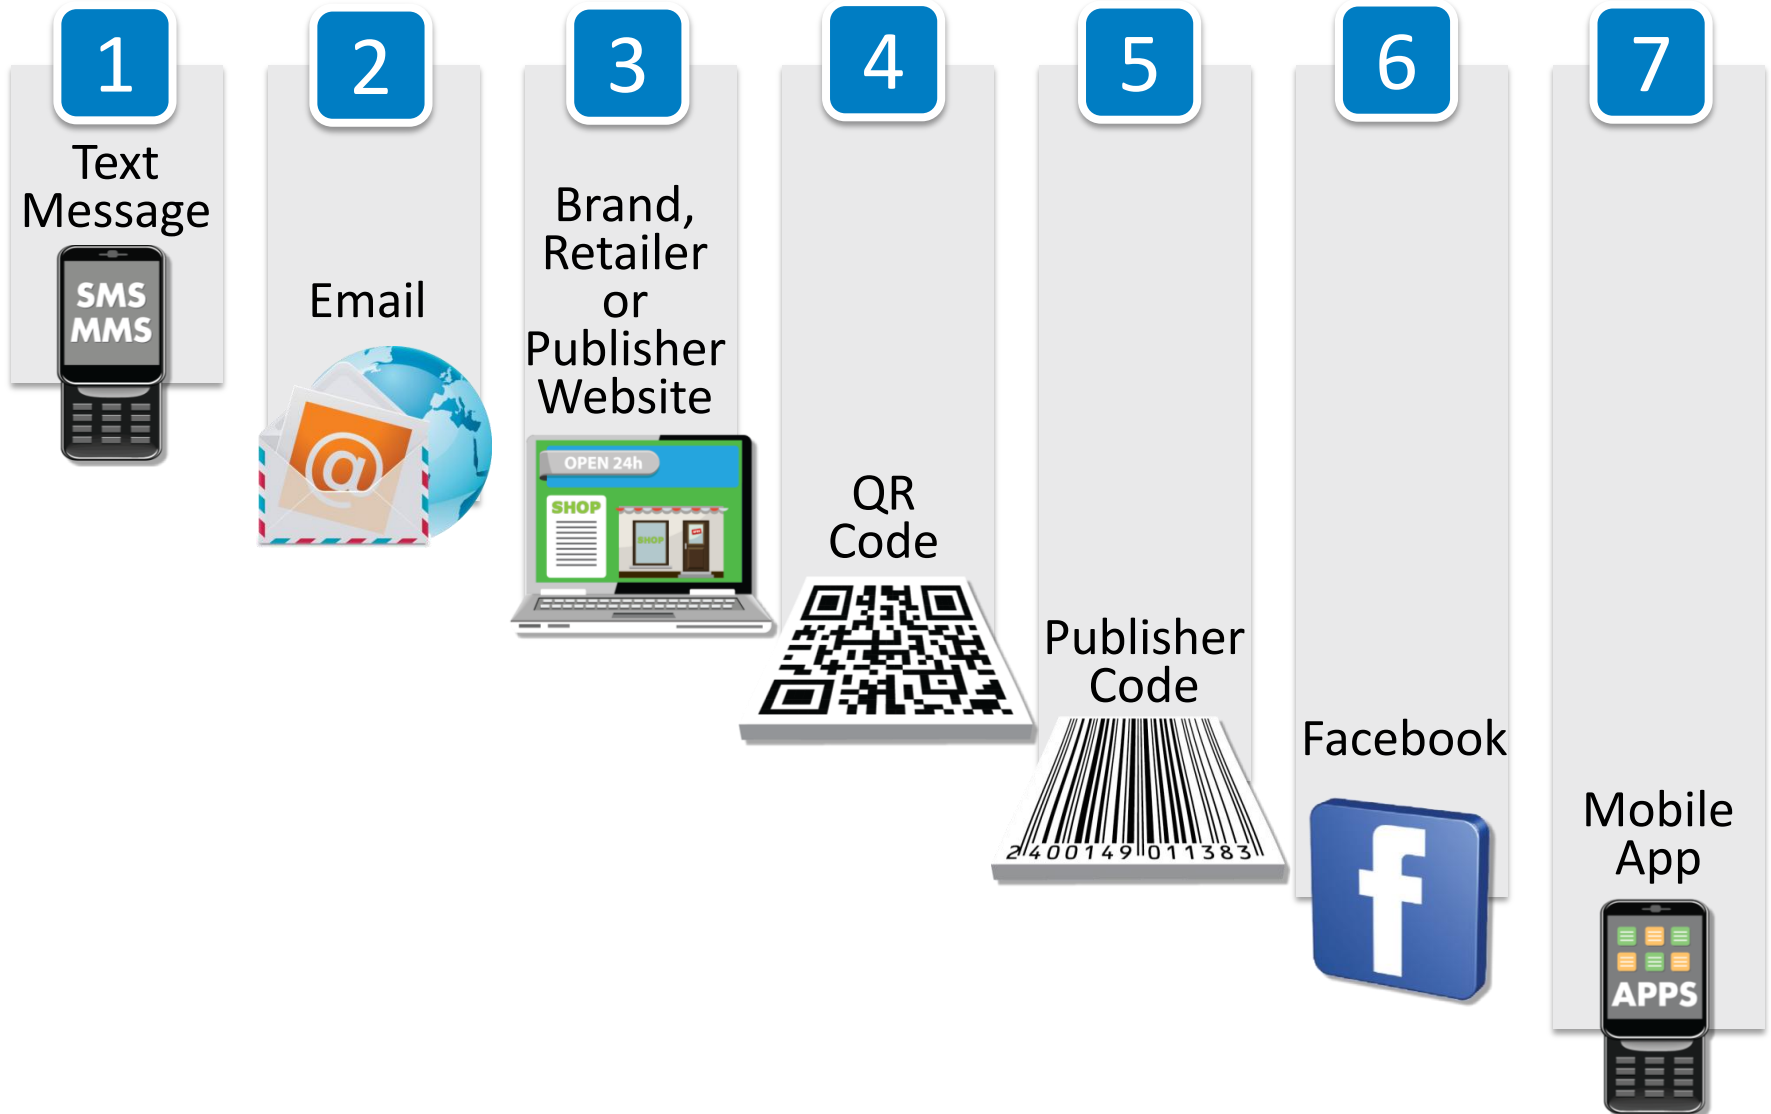 1
Text
Message
SMS
MMS
2
Email
@
3
Brand,
Retailer
or
Publisher
Website
OPEN 24h
SHOP
SHOP
4
QR
Code
5
Publisher
Code
2 400149 011383
6
Facebook
f
7
Mobile
App
APPS